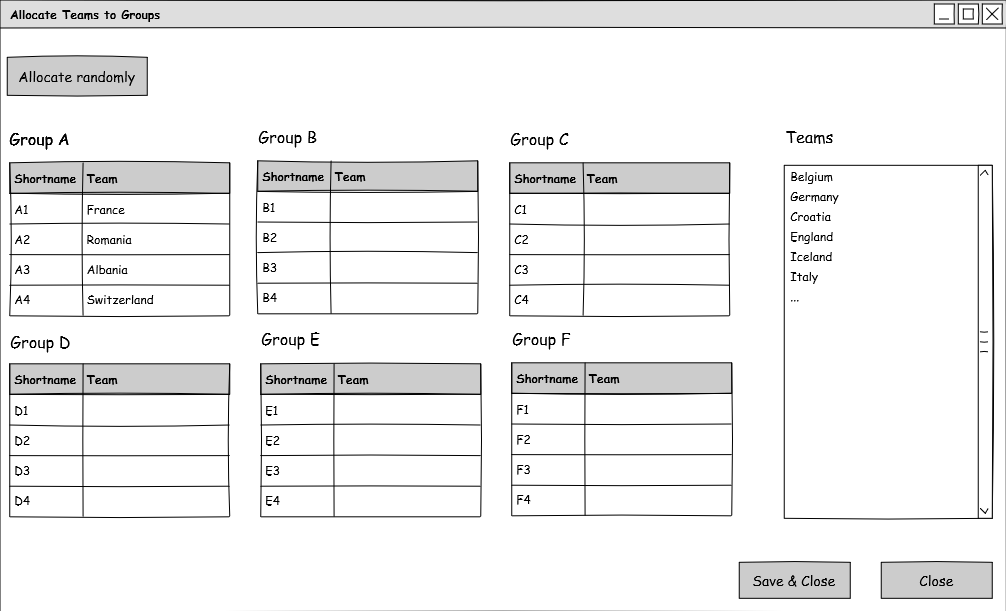 Allocate Teams to Groups
Allocate randomly
Group A
Shortname Team
A1 France
A2 Romania
A3 Albania
A4 Switzerland
Group B
Shortname Team
B1
B2
B3
B4
Group C
Shortname Team
C1
C2
C3
C4
Teams
Belgium
Germany
Croatia
England
Iceland
Italy
...
Group D
Shortname Team
D1
D2
D3
D4
Group E
Shortname Team
E1
E2
E3
E4
Group F
Shortname Team
F1
F2
F3
F4
Save & Close
Close